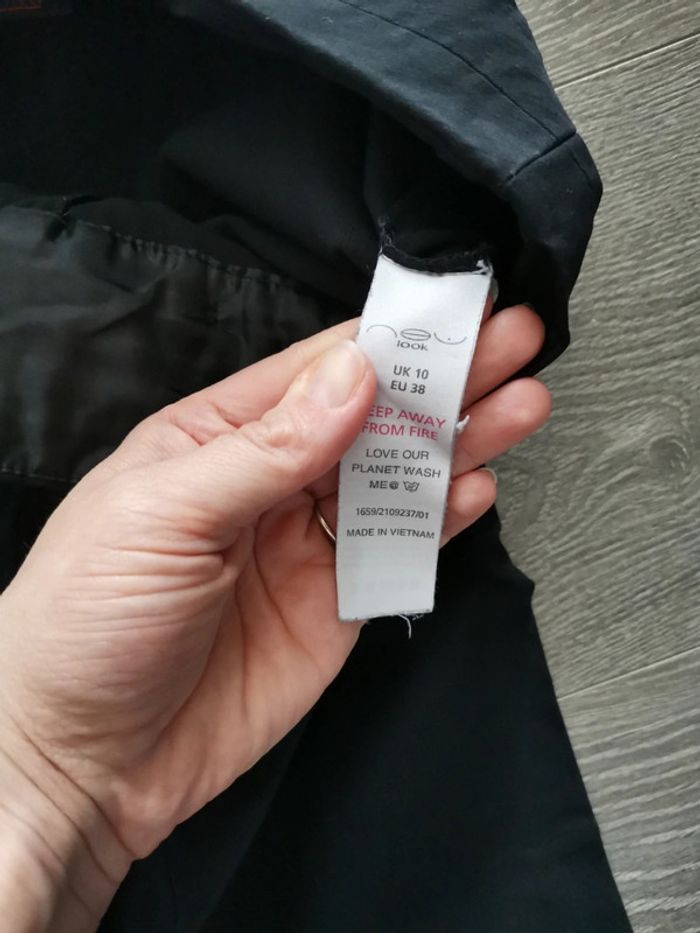 new
look
UK 10
EU 38
EEP AWAY
FROM FIRE
LOVE OUR
PLANET WASH
ME@
1659/2109237/01
MADE IN VIETNAM